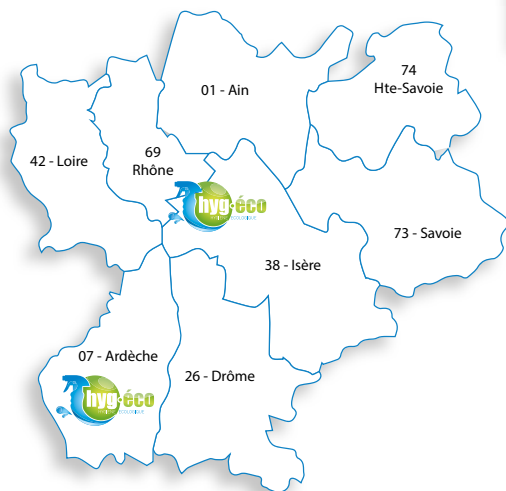 01 - Ain
74
Hte-Savoie
42 - Loire
69
Rhône
hyg-éco
73 - Savoie
38 - Isère
07 - Ardèche
26 - Drôme
hyg-éco